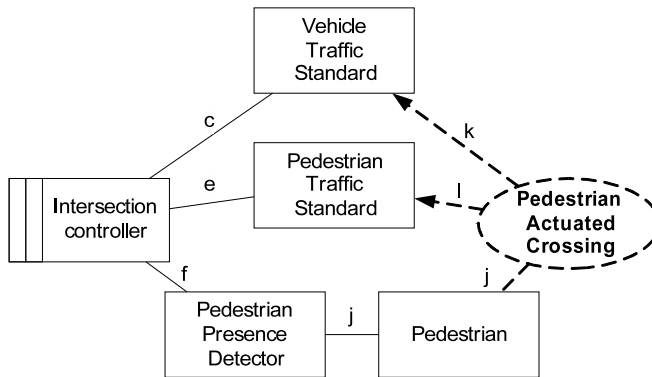 Vehicle
Traffic
Standard
c
k
Pedestrian
Traffic
Standard
e
l
Pedestrian
Actuated
Crossing
Intersection
controller
f
j
Pedestrian
Presence
Detector
j
Pedestrian